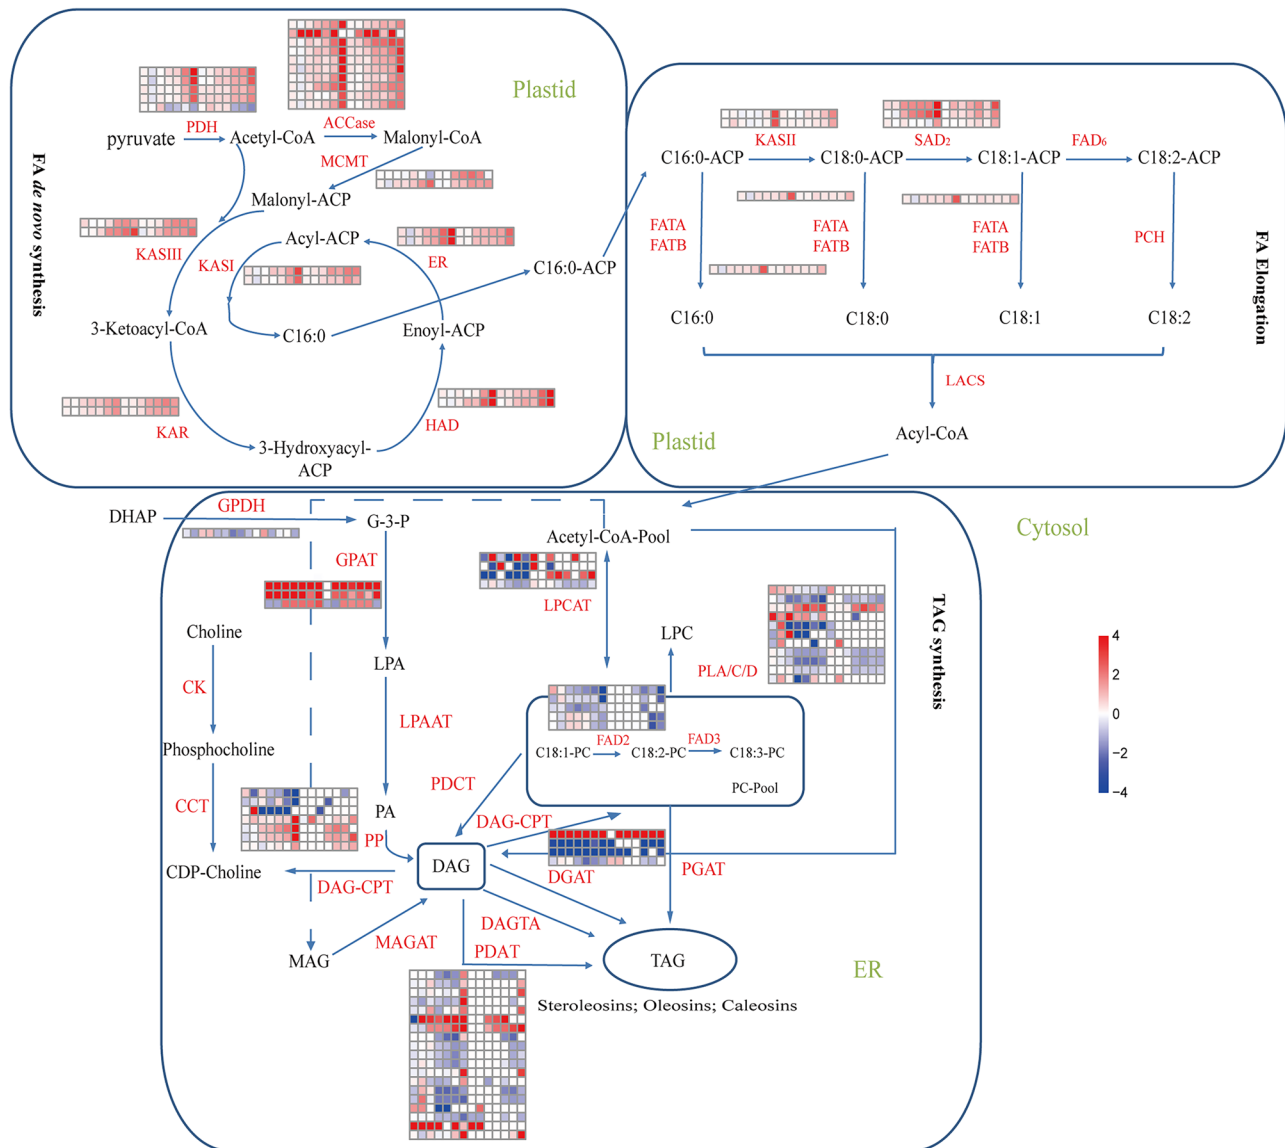 Plastid
PDH
ACCase
pyruvate
Acetyl-CoA
Malonyl-CoA
MCMT
Malonyl-ACP
FA de novo synthesis
KASIII
KASI
Acyl-ACP
ER
C16:0-ACP
3-Ketoacyl-CoA
C16:0
Enoyl-ACP
KAR
HAD
3-Hydroxyacyl-
ACP
KASII
SAD2
FAD6
C16:0-ACP
C18:0-ACP
C18:1-ACP
C18:2-ACP
FATA
FATB
FATA
FATB
FATA
FATB
PCH
FA Elongation
C16:0
C18:0
C18:1
C18:2
LACS
Plastid
Acyl-CoA
DHAP
GPDH
G-3-P
Acetyl-CoA-Pool
Cytosol
GPAT
LPCAT
TAG synthesis
Choline
LPA
LPC
PLA/C/D
CK
LPAAT
Phosphocholine
FAD2
FAD3
C18:1-PC
C18:2-PC
C18:3-PC
PC-Pool
PDCT
CCT
PA
PP
DAG-CPT
CDP-Choline
DAG
DGAT
PGAT
DAG-CPT
MAGAT
DAGTA
PDAT
MAG
TAG
ER
Steroleosins; Oleosins; Caleosins
4
2
0
−2
−4